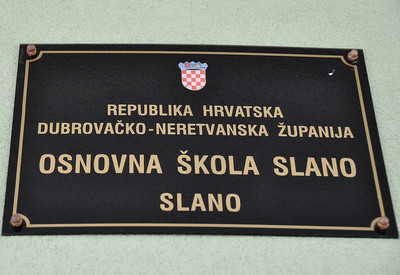 REPUBLIKA HRVATSKA
DUBROVAČKO-NERETVANSKA ŽUPANIJA
OSNOVNA ŠKOLA SLANO
SLANO